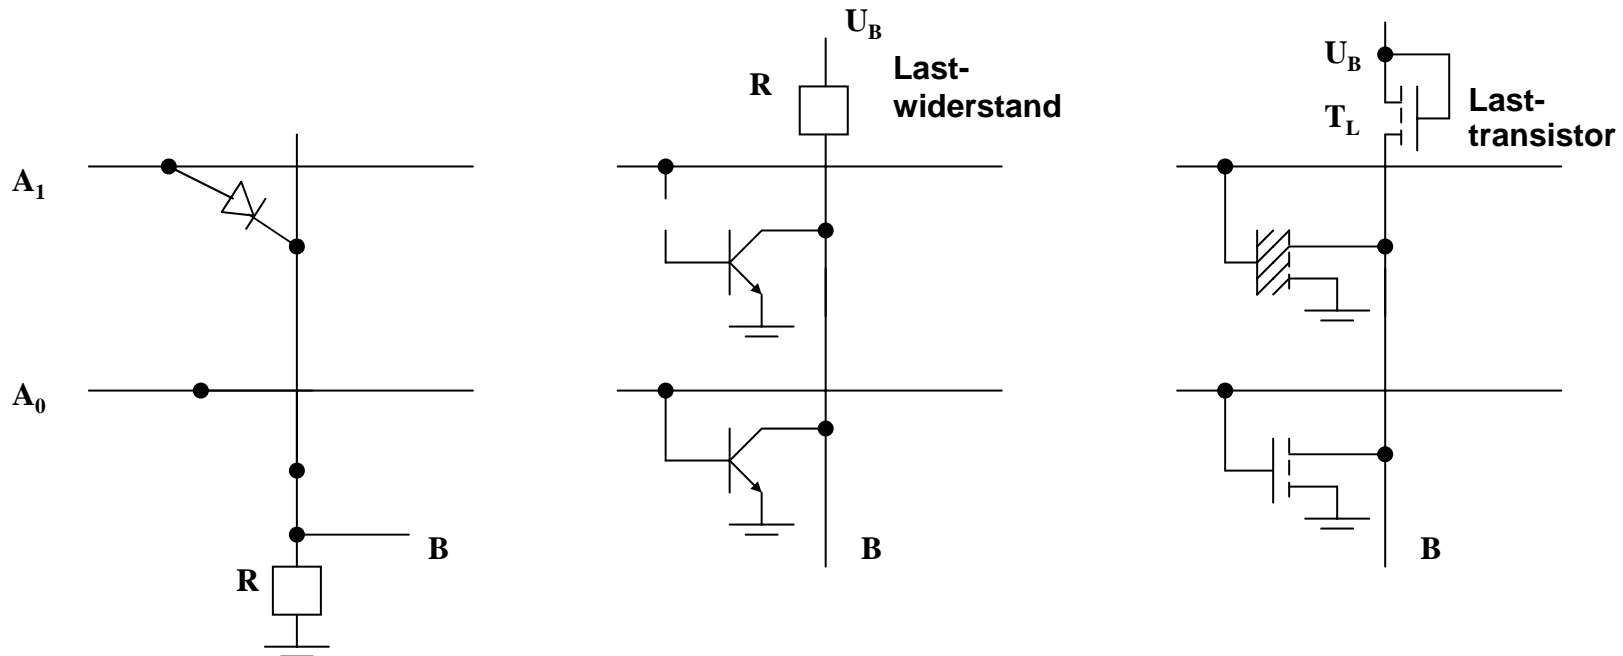 A1
A0
B
R
UB
R
Last-
widerstand
B
UB
TL
Last-
transistor
B